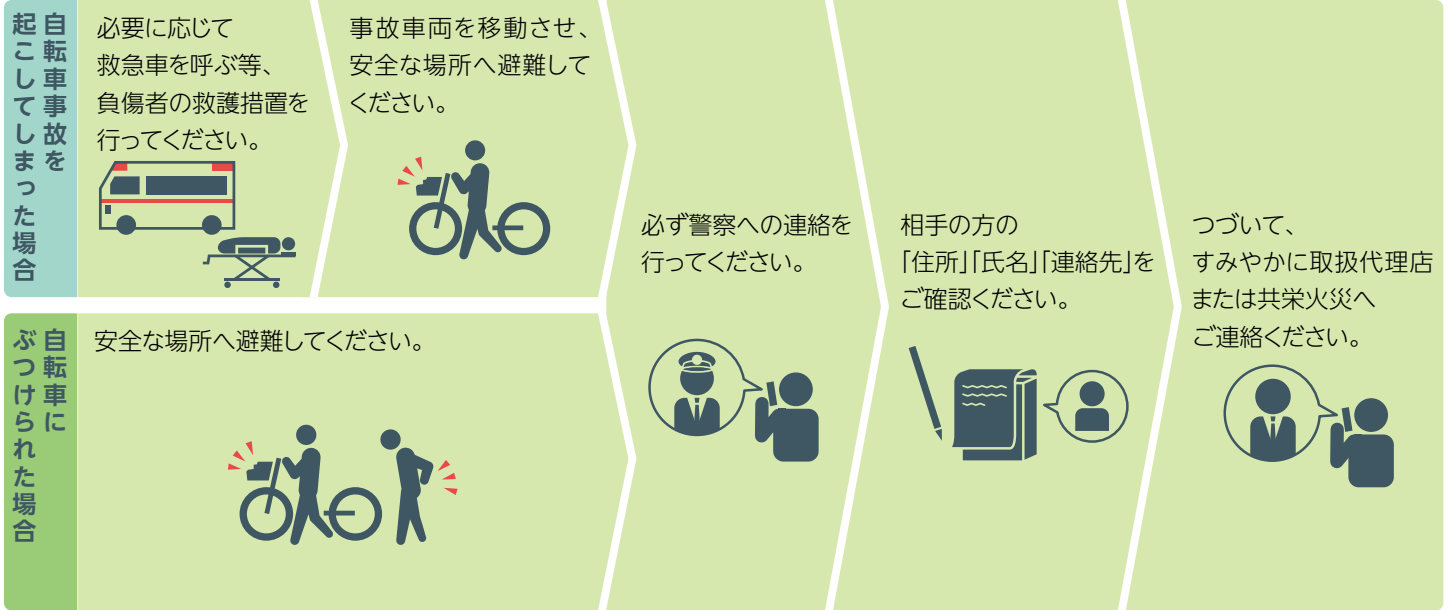 自転車事故を
起こしてしまった場合
必要に応じて
救急車を呼ぶ等、
負傷者の救護措置を
行ってください。
事故車両を移動させ、
安全な場所へ避難して
ください。
自転車に
ぶつけられた場合
安全な場所へ避難してください。
必ず警察への連絡を
行ってください。
相手の方の
「住所」「氏名」「連絡先」を
ご確認ください。
つづいて、
すみやかに取扱代理店
または共栄火災へ
ご連絡ください。